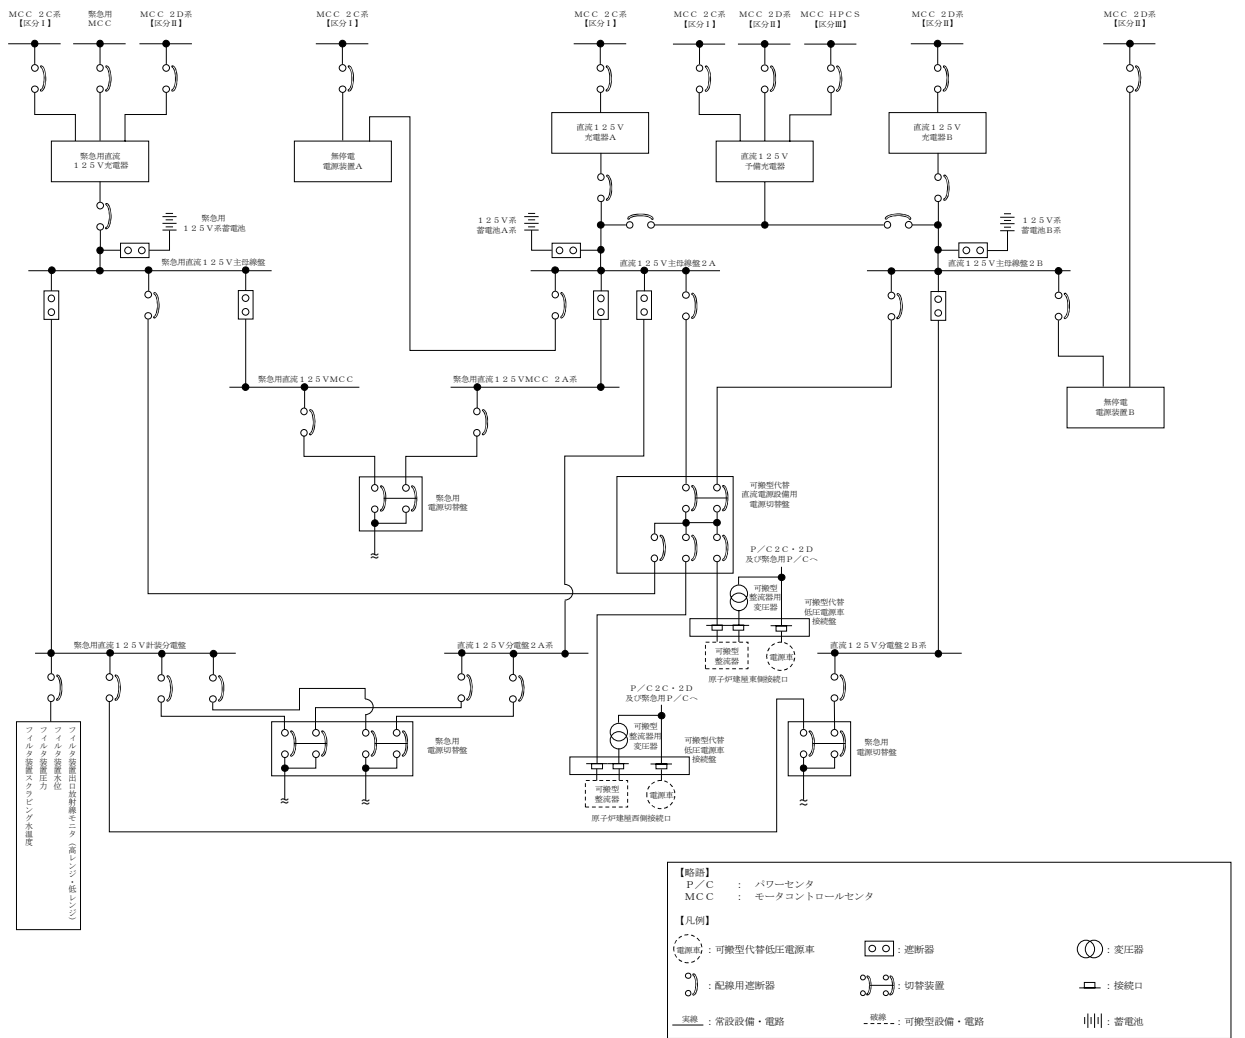 MCC 2C系
【区分Ⅰ】
緊急用
MCC
MCC 2D系
【区分Ⅱ】
MCC 2C系
【区分Ⅰ】
MCC 2C系
【区分Ⅰ】
MCC 2C系
【区分Ⅰ】
MCC 2D系
【区分Ⅱ】
MCC HPCS
【区分Ⅲ】
MCC 2D系
【区分Ⅱ】
MCC 2D系
【区分Ⅱ】
緊急用直流
125V充電器
無停電
電源装置A
直流125V
充電器A
直流125V
予備充電器
直流125V
充電器B
緊急用
125V系蓄電池
125V系
蓄電池A系
125V系
蓄電池B系
緊急用直流125V主母線盤
直流125V主母線盤2A
直流125V主母線盤2B
緊急用直流125VMCC
緊急用直流125VMCC 2A系
無停電
電源装置B
緊急用
電源切替盤
可搬型代替
直流電源設備用
電源切替盤
P/C2C・2D
及び緊急用P/Cへ
可搬型
整流器用
変圧器
可搬型代替
低圧電源車
接続盤
可搬型
整流器
電源車
原子炉建屋東側接続口
緊急用直流125V計装分電盤
直流125V分電盤2A系
直流125V分電盤2B系
P/C2C・2D
及び緊急用P/Cへ
可搬型
整流器用
変圧器
可搬型代替
低圧電源車
接続盤
可搬型
整流器
電源車
原子炉建屋西側接続口
緊急用
電源切替盤
緊急用
電源切替盤
フィルタ装置出口放射線モニタ（高レンジ・低レンジ）
フィルタ装置水位
フィルタ装置圧力
フィルタ装置スクラビング水温度
【略語】
P/C : パワーセンタ
MCC : モータコントロールセンタ
【凡例】
電源車 : 可搬型代替低圧電源車
: 遮断器
: 変圧器
: 配線用遮断器
: 切替装置
: 接続口
実線 : 常設設備・電路
破線 : 可搬型設備・電路
: 蓄電池